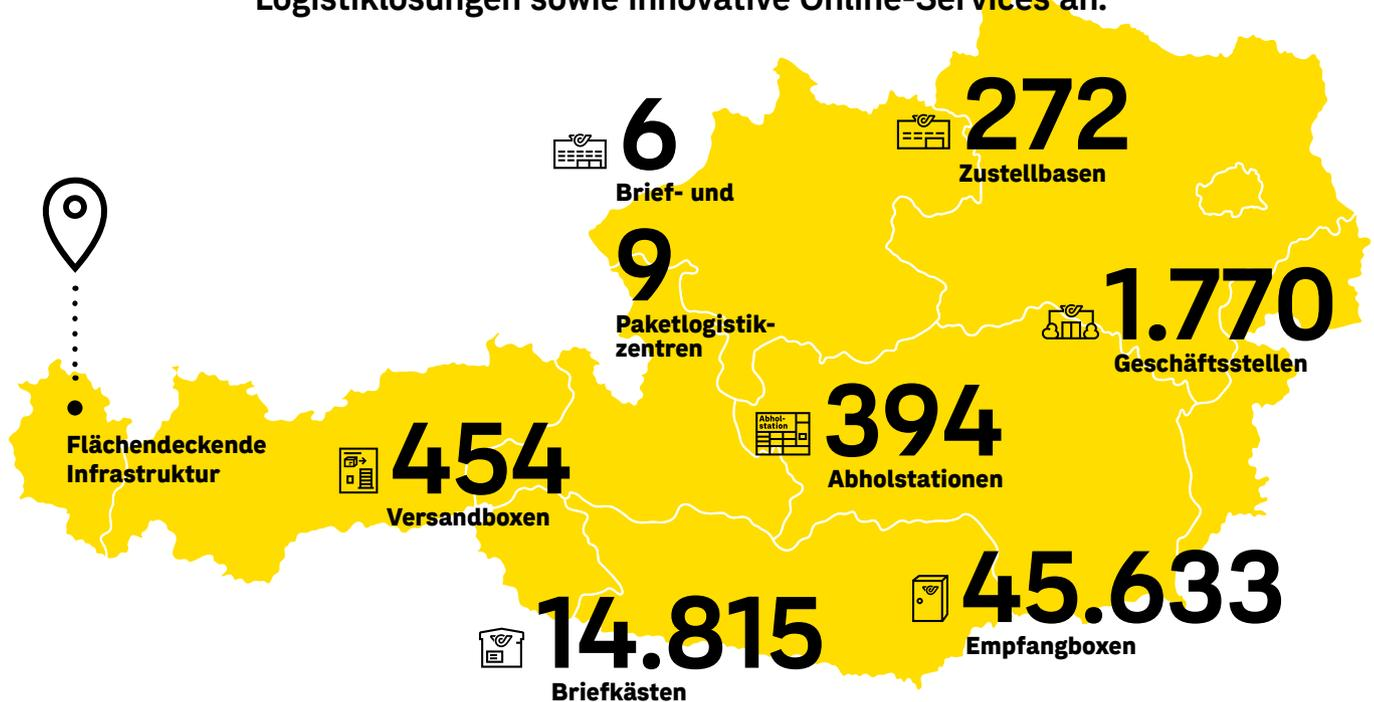 Logistiklösungen sowie innovative Online-Services an.
6
Brief- und
9
Paketlogistik-
zentren
272
Zustellbasen
1.770
Geschäftsstellen
Flächendeckende
Infrastruktur
454
Versandboxen
Abhol-
station
394
Abholstationen
14.815
Briefkästen
45.633
Empfangboxen